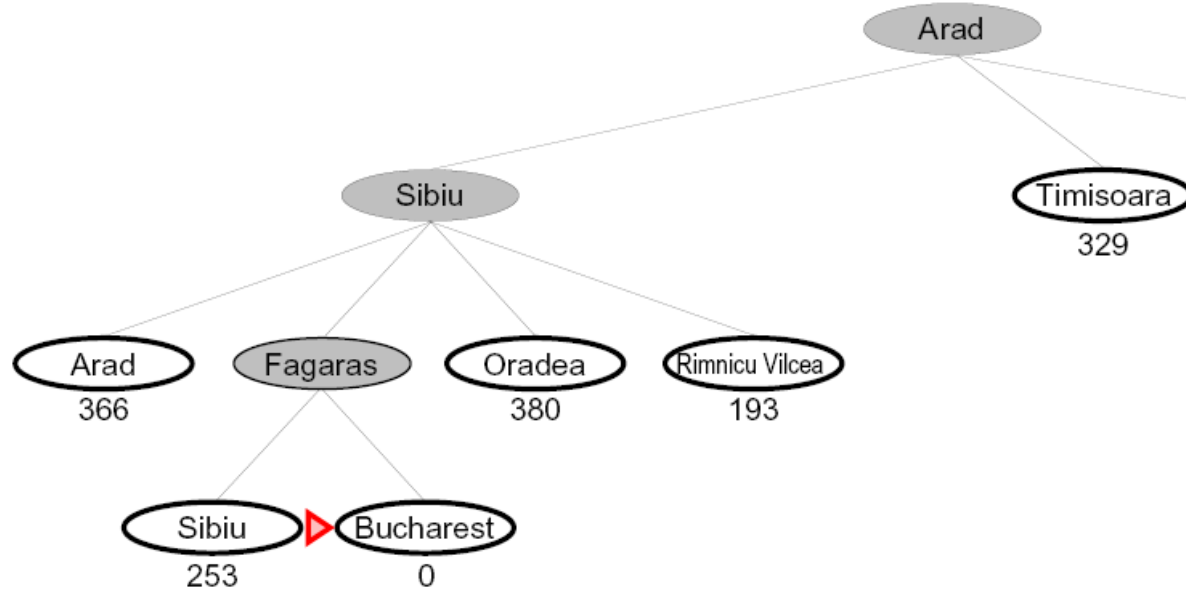 Arad
Sibiu
Timisoara
329
Arad
Fagaras
Oradea
Rimnicu Vilcea
366
380
193
Sibiu
Bucharest
253
0